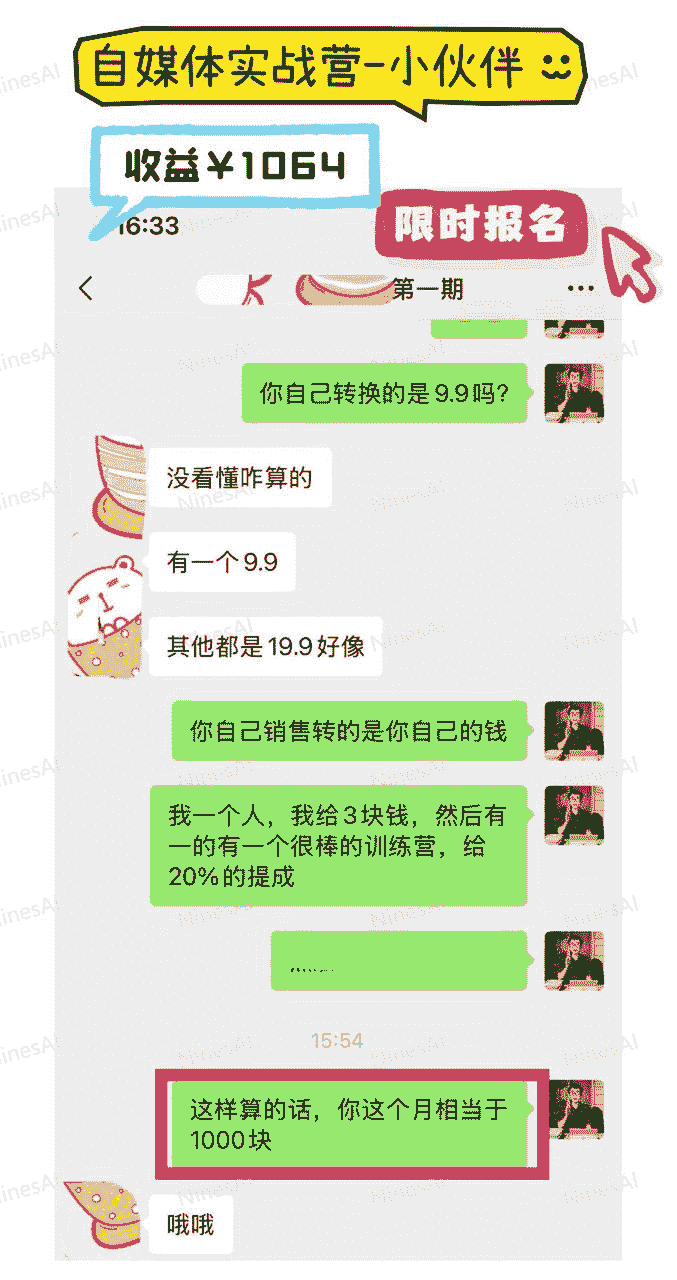 自媒体实战营-小伙伴
收益￥1064
限时报名
16:33
第一期
你自己转换的是9.9吗?
没看懂咋算的
有一个9.9
其他都是19.9好像
你自己销售转的是你自己的钱
我一个人，我给3块钱，然后有
一的有一个很棒的训练营，给
20%的提成
15:54
这样算的话，你这个月相当于
1000块
哦哦
NinesAI